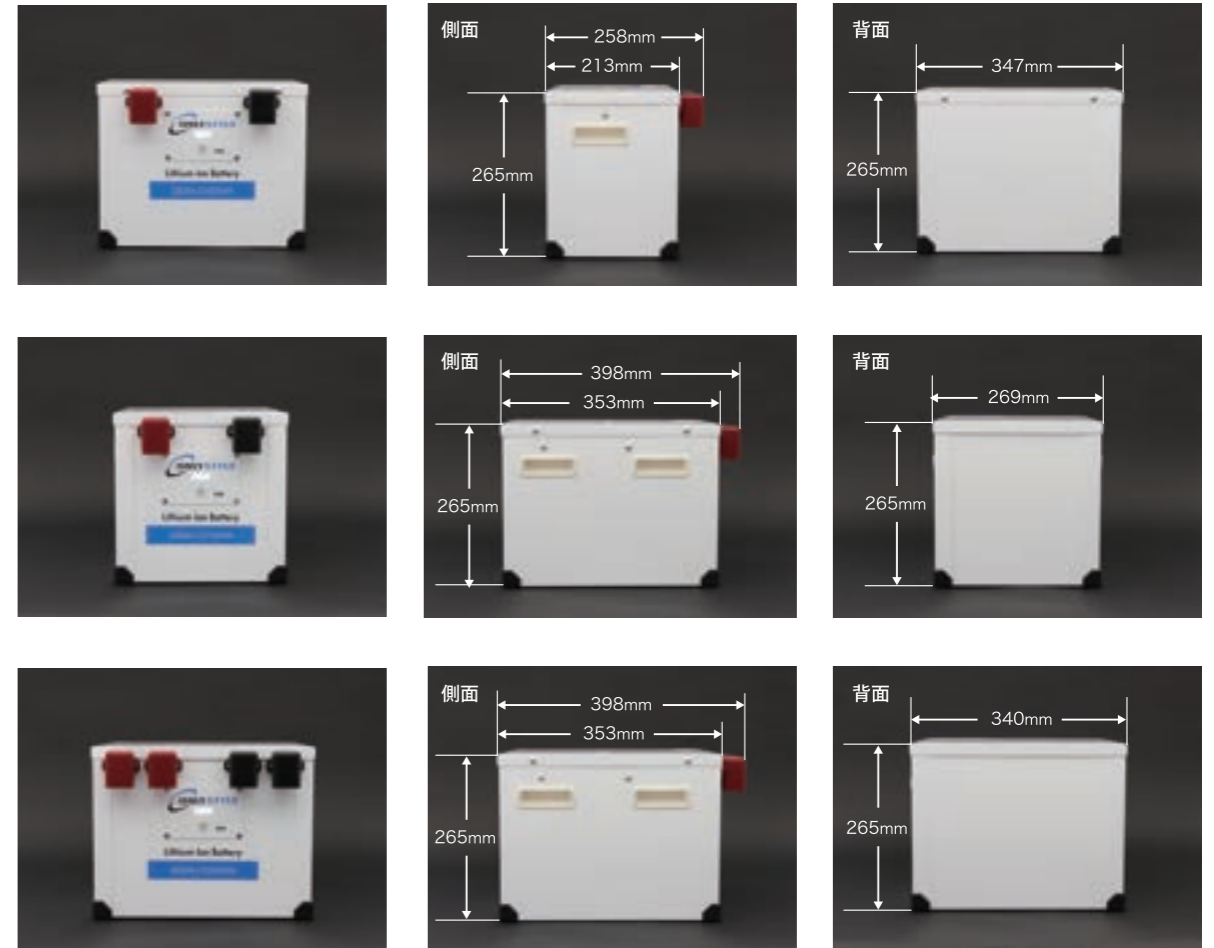 Lithium Ion Battery
側面
258mm
213mm
265mm
背面
347mm
265mm
Lithium Ion Battery
側面
398mm
353mm
265mm
背面
269mm
265mm
Lithium Ion Battery
側面
398mm
353mm
265mm
背面
340mm
265mm